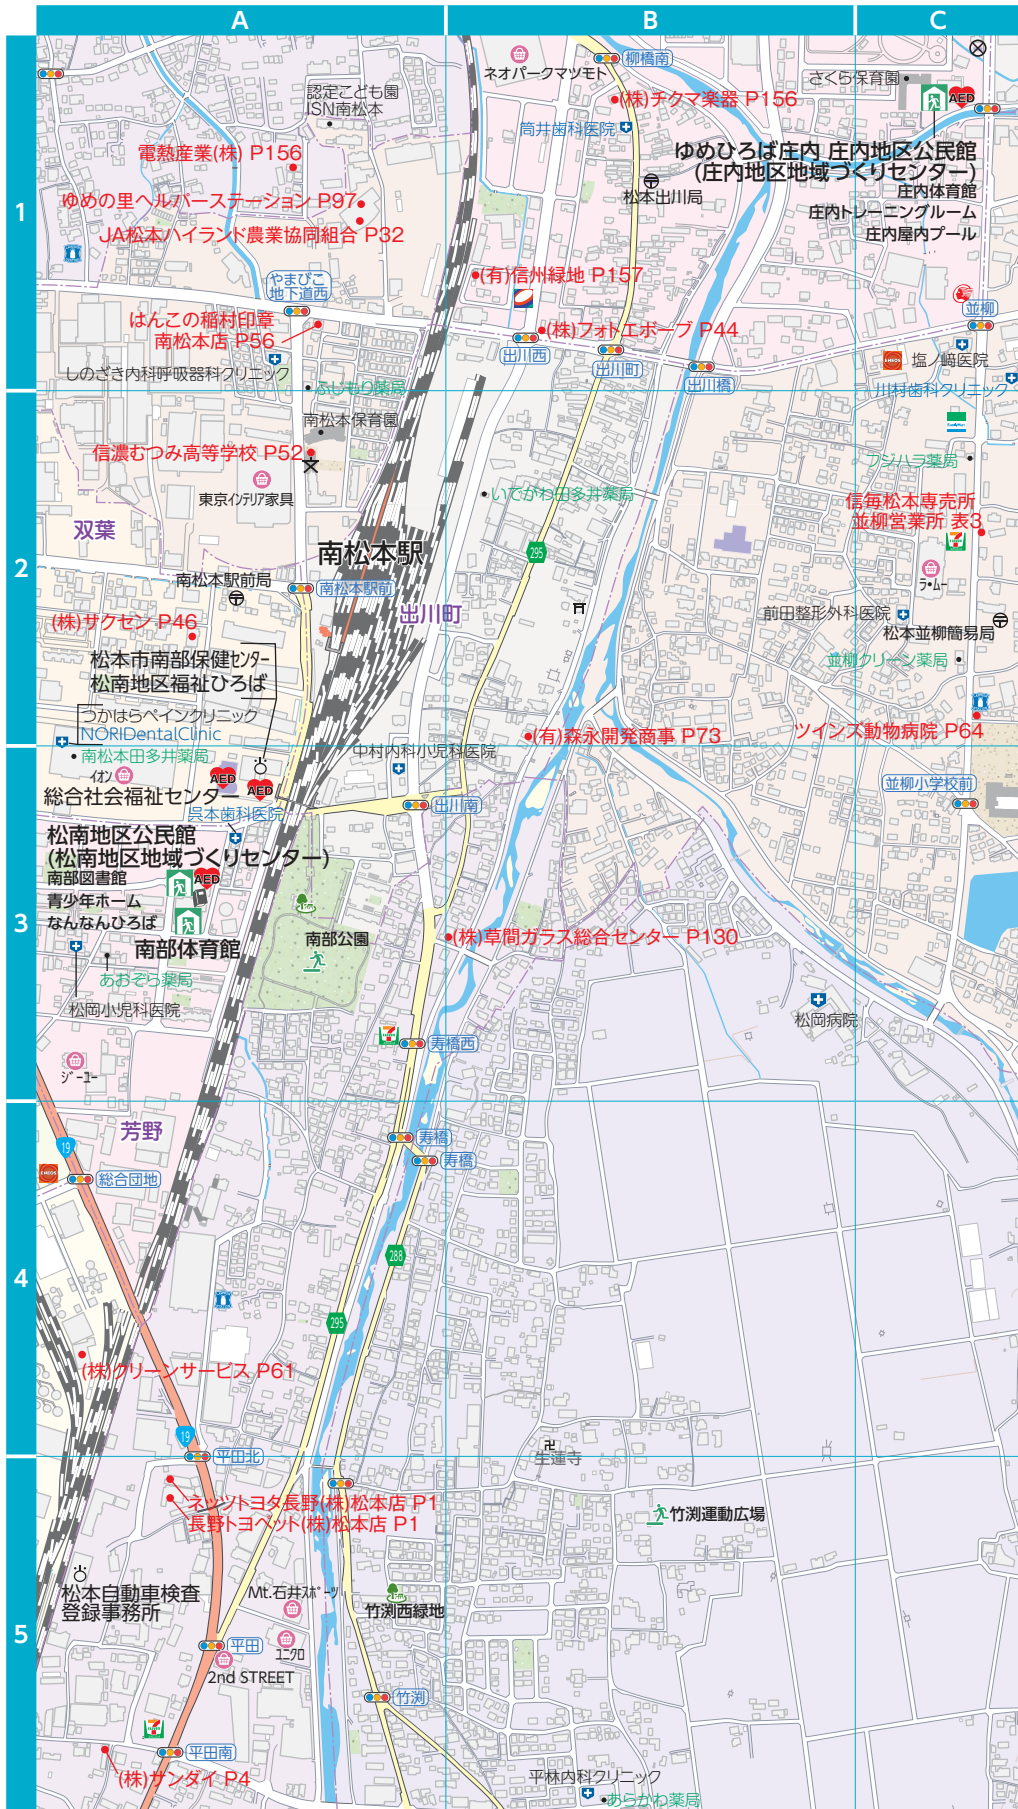 A
B
C
1
2
3
4
5
ネオパークマツモト
柳橋南
さくら保育園
AED
認定こども園
JSN南松本
(株)チクマ楽器 P156
筒井歯科医院
電熱産業(株) P156
ゆめひろば庄内 庄内地区公民館
(庄内地区地域づくりセンター)
庄内体育館
庄内トレーニングルーム
庄内屋内プール
松本出川局
ゆめの里ヘルパーステーション P97
JA松本ハイランド農業協同組合 P32
(有)信州緑地 P157
やまびこ
地下道西
はんこの稲村印章
南松本店 P56
(株)フォトエポーブ P44
並柳
出川西
出川町
出川橋
ENEOS
塩ノ﨑医院
しのざき内科呼吸器科クリニック
ふじもり薬局
川村歯科クリニック
FamilyMart
南松本保育園
信濃むつみ高等学校 P52
フジハラ薬局
東京インテリア家具
いでがわ田多井薬局
信毎松本専売所
並柳営業所 表3
双葉
南松本駅
295
ラ・ムー
南松本駅前局
南松本駅前
出川町
前田整形外科医院
松本並柳簡易局
(株)サクセン P46
松本市南部保健センター
松南地区福祉ひろば
並柳クリーン薬局
つかはらペインクリニック
NORIDentalClinic
(有)森永開発商事 P73
ツインズ動物病院 P64
南松本田多井薬局
中村内科小児科医院
イオン
AED
AED
並柳小学校前
総合社会福祉センター
出川南
呉本歯科医院
松南地区公民館
(松南地区地域づくりセンター)
南部図書館
AED
青少年ホーム
なんなんひろば
南部体育館
南部公園
(株)草間ガラス総合センター P130
あおぞら薬局
松岡小児科医院
松岡病院
寿橋西
ジーユー
芳野
19
寿橋
寿橋
ENEOS
総合団地
288
295
(株)クリーンサービス P61
19
平田北
生蓮寺
ネッツトヨタ長野(株)松本店 P1
長野トヨペット(株)松本店 P1
竹渕運動広場
松本自動車検査
登録事務所
Mt.石井スポーツ
竹渕西緑地
平田
ユニクロ
2nd STREET
竹渕
平田南
(株)サンダイ P4
平林内科クリニック
あらかわ薬局